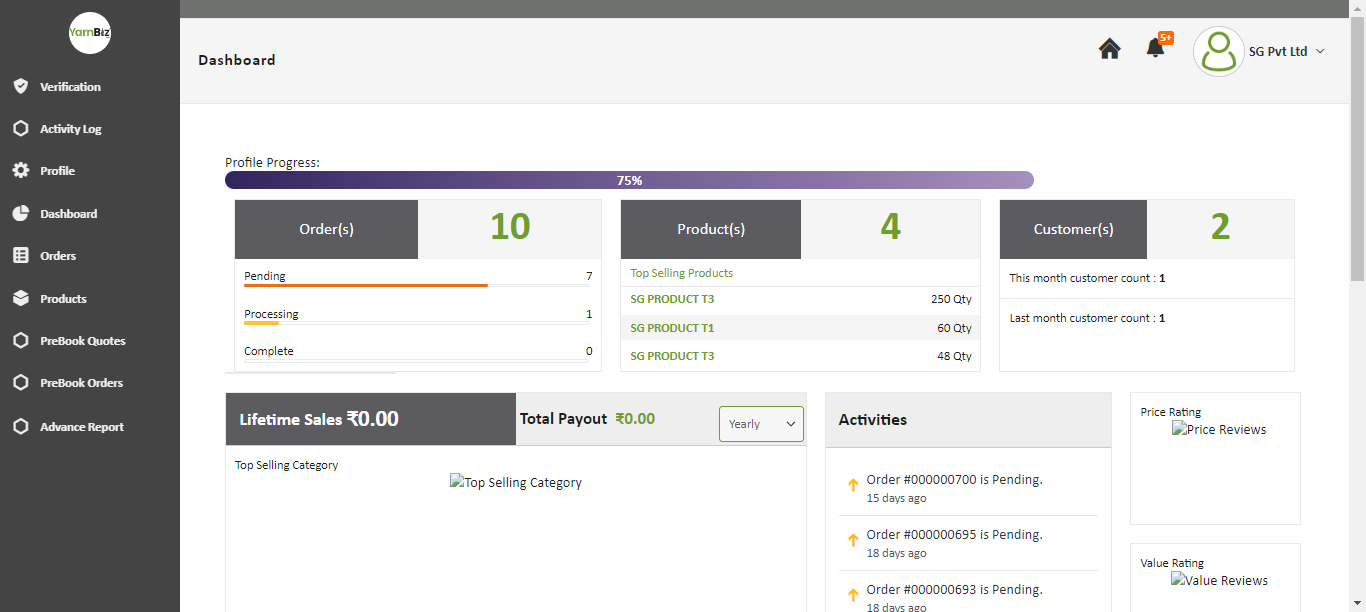 YarnBiz
Verification
Activity Log
Profile
Dashboard
Orders
Products
PreBook Quotes
PreBook Orders
Advance Report
Dashboard
5+
SG Pvt Ltd
Profile Progress:
75%
Order(s) 10
Pending 7
Processing 1
Complete 0
Product(s) 4
Top Selling Products
SG PRODUCT T3 250 Qty
SG PRODUCT T1 60 Qty
SG PRODUCT T3 48 Qty
Customer(s) 2
This month customer count : 1
Last month customer count : 1
Lifetime Sales ₹0.00
Total Payout ₹0.00
Yearly
Top Selling Category
Top Selling Category
Activities
Order #000000700 is Pending.
15 days ago
Order #000000695 is Pending.
18 days ago
Order #000000693 is Pending.
18 days ago
Price Rating
Price Reviews
Value Rating
Value Reviews